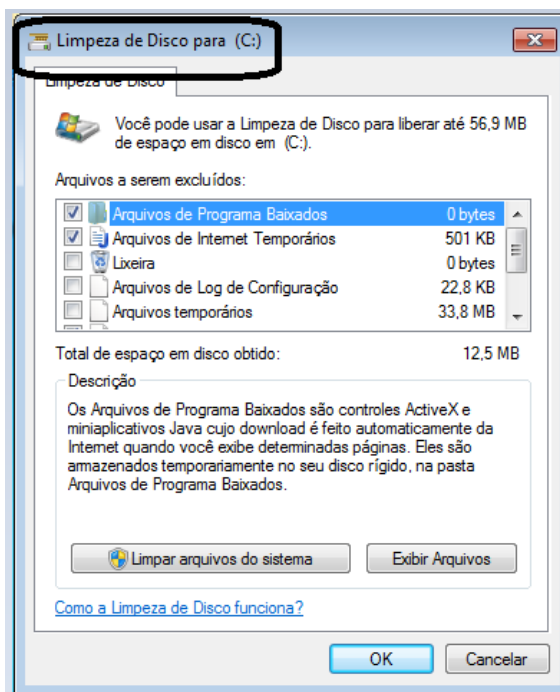 Limpeza de Disco para (C:)
Limpeza de Disco
Você pode usar a Limpeza de Disco para liberar até 56,9 MB
de espaço em disco em (C:).
Arquivos a serem excluídos:
Arquivos de Programa Baixados 0 bytes
Arquivos de Internet Temporários 501 KB
Lixeira 0 bytes
Arquivos de Log de Configuração 22,8 KB
Arquivos temporários 33,8 MB
Total de espaço em disco obtido: 12,5 MB
Descrição
Os Arquivos de Programa Baixados são controles ActiveX e
miniaplicativos Java cujo download é feito automaticamente da
Internet quando você exibe determinadas páginas. Eles são
armazenados temporariamente no seu disco rígido, na pasta
Arquivos de Programa Baixados.
Limpar arquivos do sistema Exibir Arquivos
Como a Limpeza de Disco funciona?
OK Cancelar